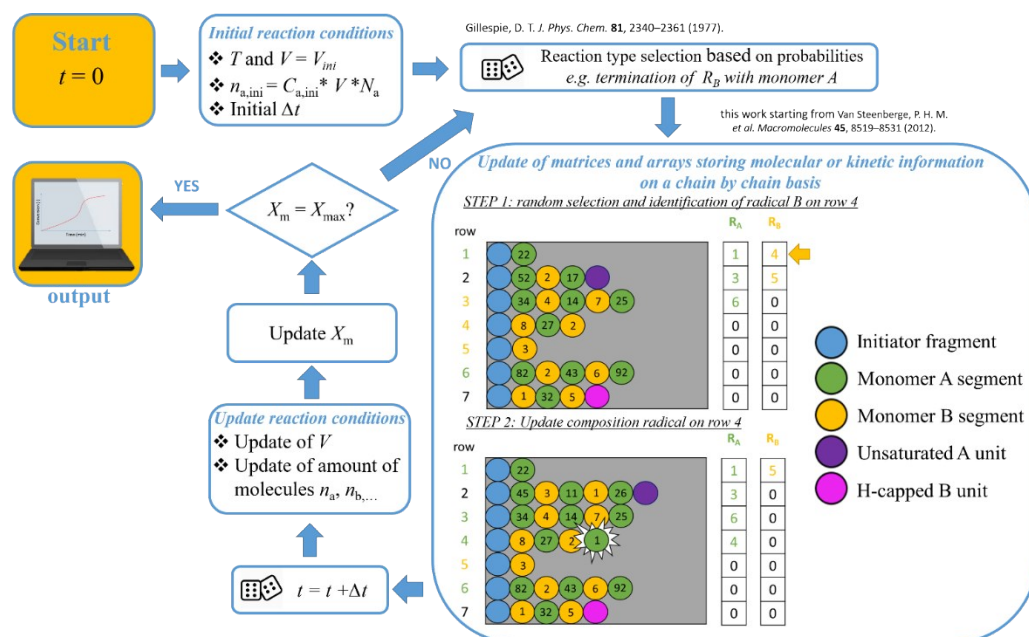 Start
t = 0
Initial reaction conditions
❖ T and V = Vini
❖ na,ini = Ca,ini* V *Na
❖ Initial Δt
Gillespie, D. T. J. Phys. Chem. 81, 2340–2361 (1977).
Reaction type selection based on probabilities
e.g. termination of RB with monomer A
this work starting from Van Steenberge, P. H. M.
et al. Macromolecules 45, 8519–8531 (2012).
NO
YES
Xm = Xmax?
output
Update Xm
Update reaction conditions
❖ Update of V
❖ Update of amount of
molecules na, nb,...
t = t +Δt
Update of matrices and arrays storing molecular or kinetic information
on a chain by chain basis
STEP 1: random selection and identification of radical B on row 4
row RA RB
1 22 1 4
2 52 2 17 3 5
3 34 4 14 7 25 6 0
4 8 27 2 0 0
5 3 0 0
6 82 2 43 6 92 0 0
7 1 32 5 0 0
STEP 2: Update composition radical on row 4
row RA RB
1 22 1 5
2 45 3 11 1 26 3 0
3 34 4 14 7 25 6 0
4 8 27 2 1 4 0
5 3 0 0
6 82 2 43 6 92 0 0
7 1 32 5 0 0
Initiator fragment
Monomer A segment
Monomer B segment
Unsaturated A unit
H-capped B unit